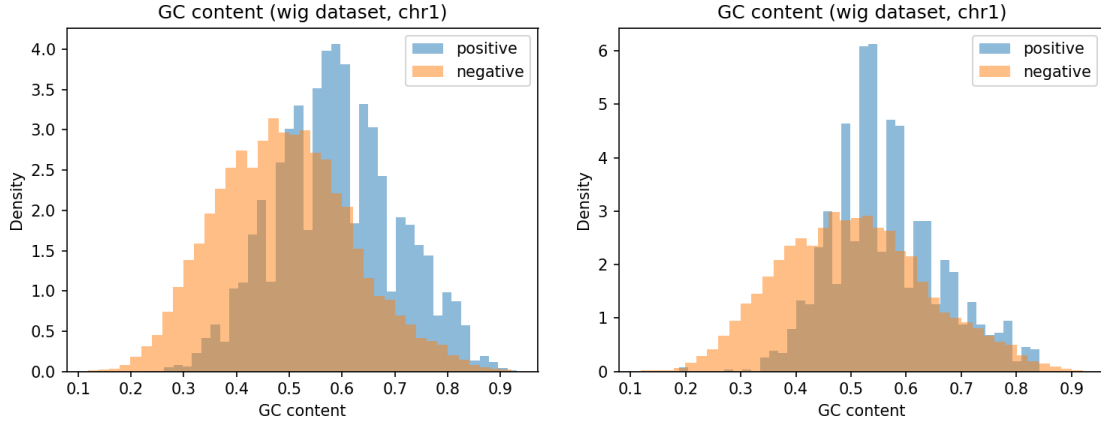 GC content (wig dataset, chr1)
4.0
3.5
3.0
2.5
2.0
1.5
1.0
0.5
0.0
Density
positive
negative
0.1 0.2 0.3 0.4 0.5 0.6 0.7 0.8 0.9
GC content
GC content (wig dataset, chr1)
6
5
4
3
2
1
0
Density
positive
negative
0.1 0.2 0.3 0.4 0.5 0.6 0.7 0.8 0.9
GC content